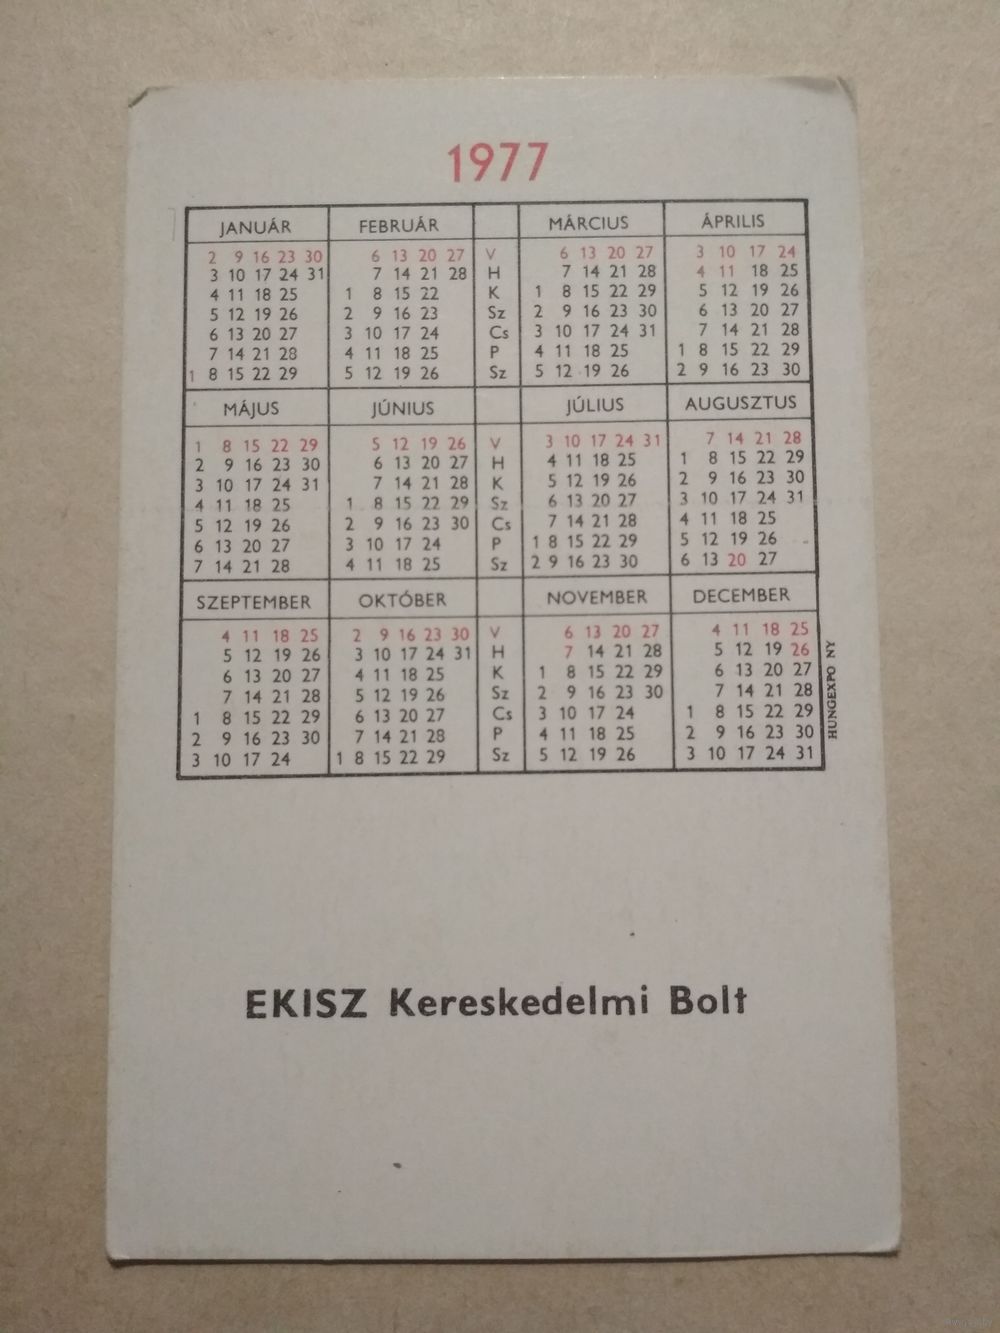 1977
JANUÁR FEBRUÁR MÁRCIUS ÁPRILIS
2 9 16 23 30 6 13 20 27 V 6 13 20 27 3 10 17 24
3 10 17 24 31 7 14 21 28 H 7 14 21 28 4 11 18 25
4 11 18 25 1 8 15 22 K 1 8 15 22 29 5 12 19 26
5 12 19 26 2 9 16 23 Sz 2 9 16 23 30 6 13 20 27
6 13 20 27 3 10 17 24 Cs 3 10 17 24 31 7 14 21 28
7 14 21 28 4 11 18 25 P 4 11 18 25 1 8 15 22 29
1 8 15 22 29 5 12 19 26 Sz 5 12 19 26 2 9 16 23 30
MÁJUS JÚNIUS JÚLIUS AUGUSZTUS
1 8 15 22 29 5 12 19 26 V 3 10 17 24 31 7 14 21 28
2 9 16 23 30 6 13 20 27 H 4 11 18 25 1 8 15 22 29
3 10 17 24 31 7 14 21 28 K 5 12 19 26 2 9 16 23 30
4 11 18 25 1 8 15 22 29 Sz 6 13 20 27 3 10 17 24 31
5 12 19 26 2 9 16 23 30 Cs 7 14 21 28 4 11 18 25
6 13 20 27 3 10 17 24 P 1 8 15 22 29 5 12 19 26
7 14 21 28 4 11 18 25 Sz 2 9 16 23 30 6 13 20 27
SZEPTEMBER OKTÓBER NOVEMBER DECEMBER
4 11 18 25 2 9 16 23 30 V 6 13 20 27 4 11 18 25
5 12 19 26 3 10 17 24 31 H 7 14 21 28 5 12 19 26
6 13 20 27 4 11 18 25 K 1 8 15 22 29 6 13 20 27
7 14 21 28 5 12 19 26 Sz 2 9 16 23 30 7 14 21 28
1 8 15 22 29 6 13 20 27 Cs 3 10 17 24 1 8 15 22 29
2 9 16 23 30 7 14 21 28 P 4 11 18 25 2 9 16 23 30
3 10 17 24 1 8 15 22 29 Sz 5 12 19 26 3 10 17 24 31
HUNGEXPO NY
EKISZ Kereskedelmi Bolt